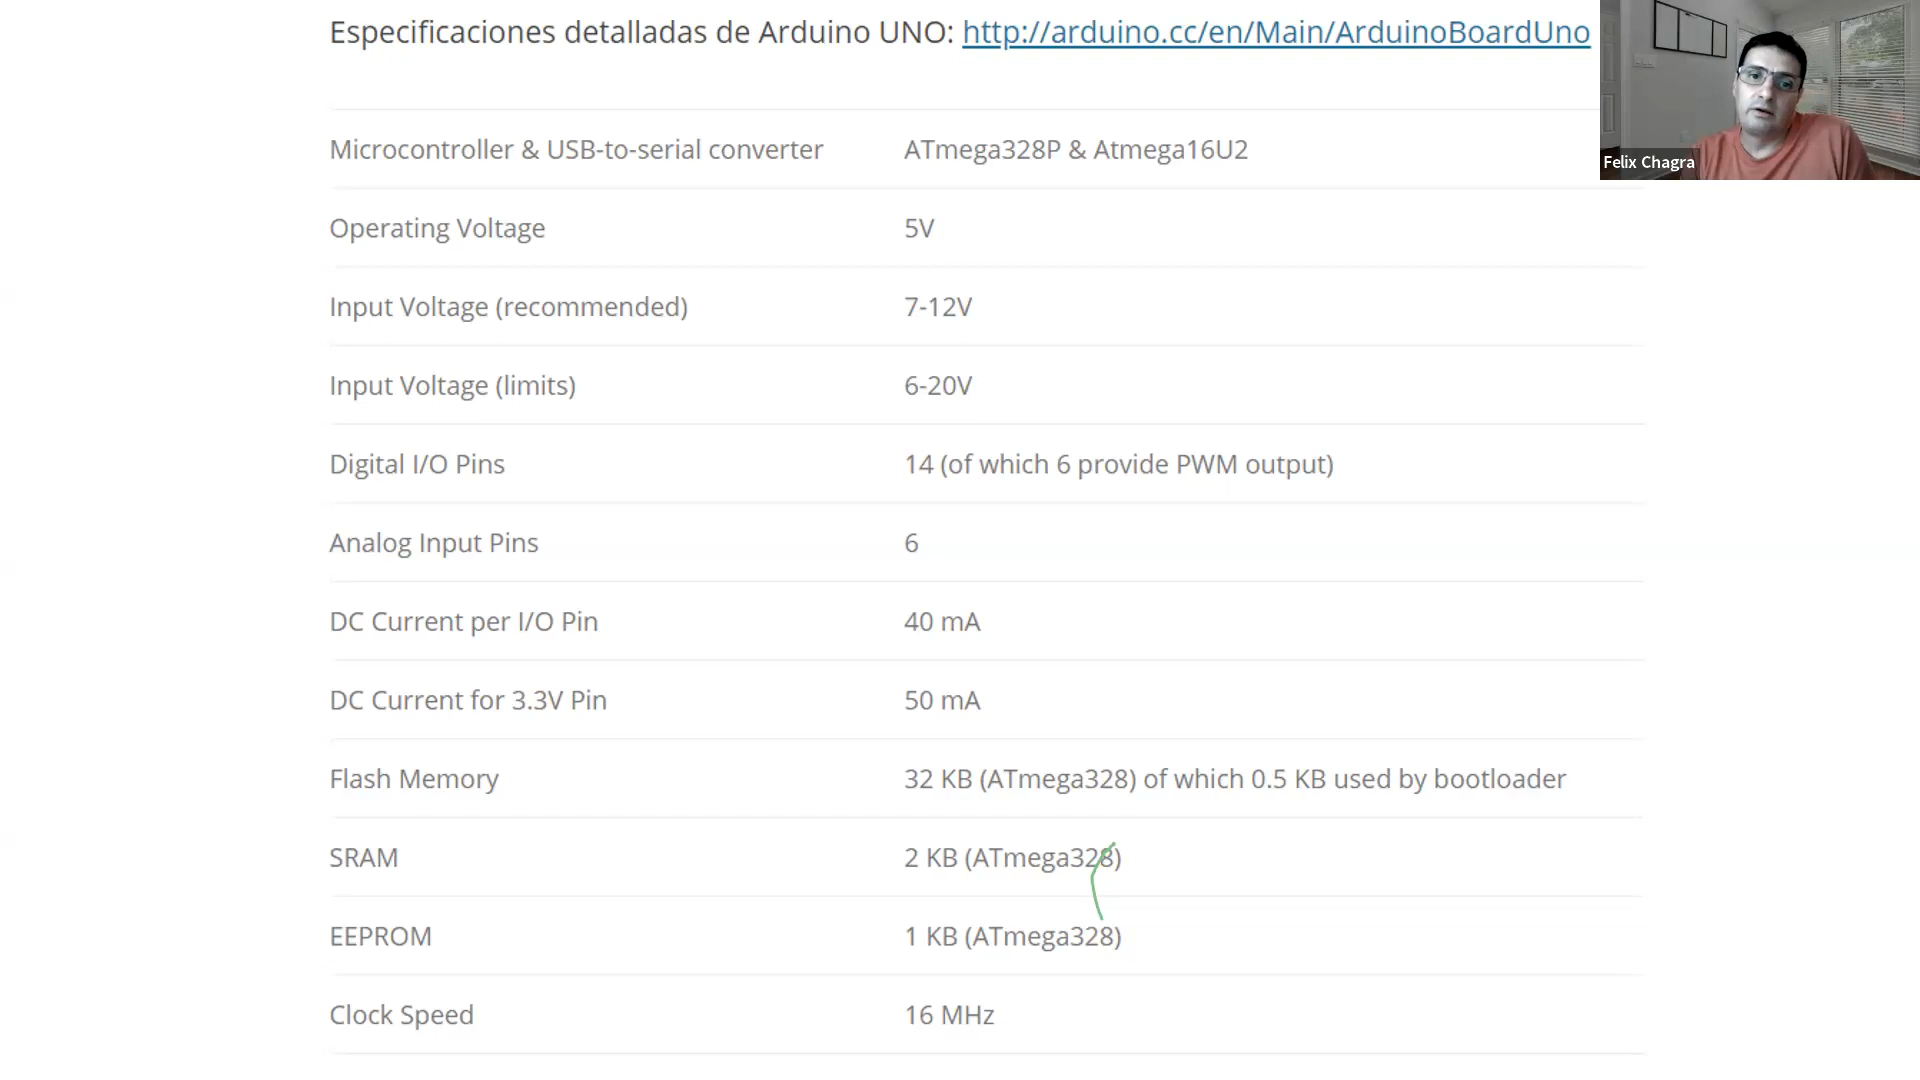 Especificaciones detalladas de Arduino UNO: http://arduino.cc/en/Main/ArduinoBoardUno
Felix Chagra
Microcontroller & USB-to-serial converter ATmega328P & Atmega16U2
Operating Voltage 5V
Input Voltage (recommended) 7-12V
Input Voltage (limits) 6-20V
Digital I/O Pins 14 (of which 6 provide PWM output)
Analog Input Pins 6
DC Current per I/O Pin 40 mA
DC Current for 3.3V Pin 50 mA
Flash Memory 32 KB (ATmega328) of which 0.5 KB used by bootloader
SRAM 2 KB (ATmega328)
EEPROM 1 KB (ATmega328)
Clock Speed 16 MHz